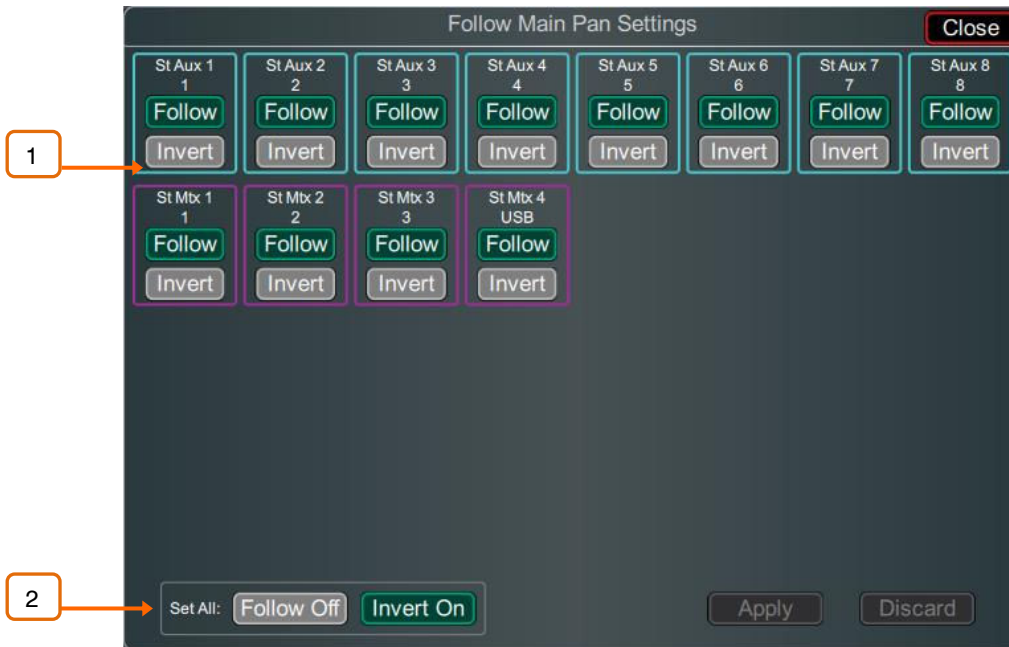 Follow Main Pan Settings Close
St Aux 1 St Aux 2 St Aux 3 St Aux 4 St Aux 5 St Aux 6 St Aux 7 St Aux 8
1 2 3 4 5 6 7 8
Follow Follow Follow Follow Follow Follow Follow Follow
1 Invert Invert Invert Invert Invert Invert Invert Invert
St Mtx 1 St Mtx 2 St Mtx 3 St Mtx 4
1 2 3 USB
Follow Follow Follow Follow
Invert Invert Invert Invert
2 Set All: Follow Off Invert On Apply Discard